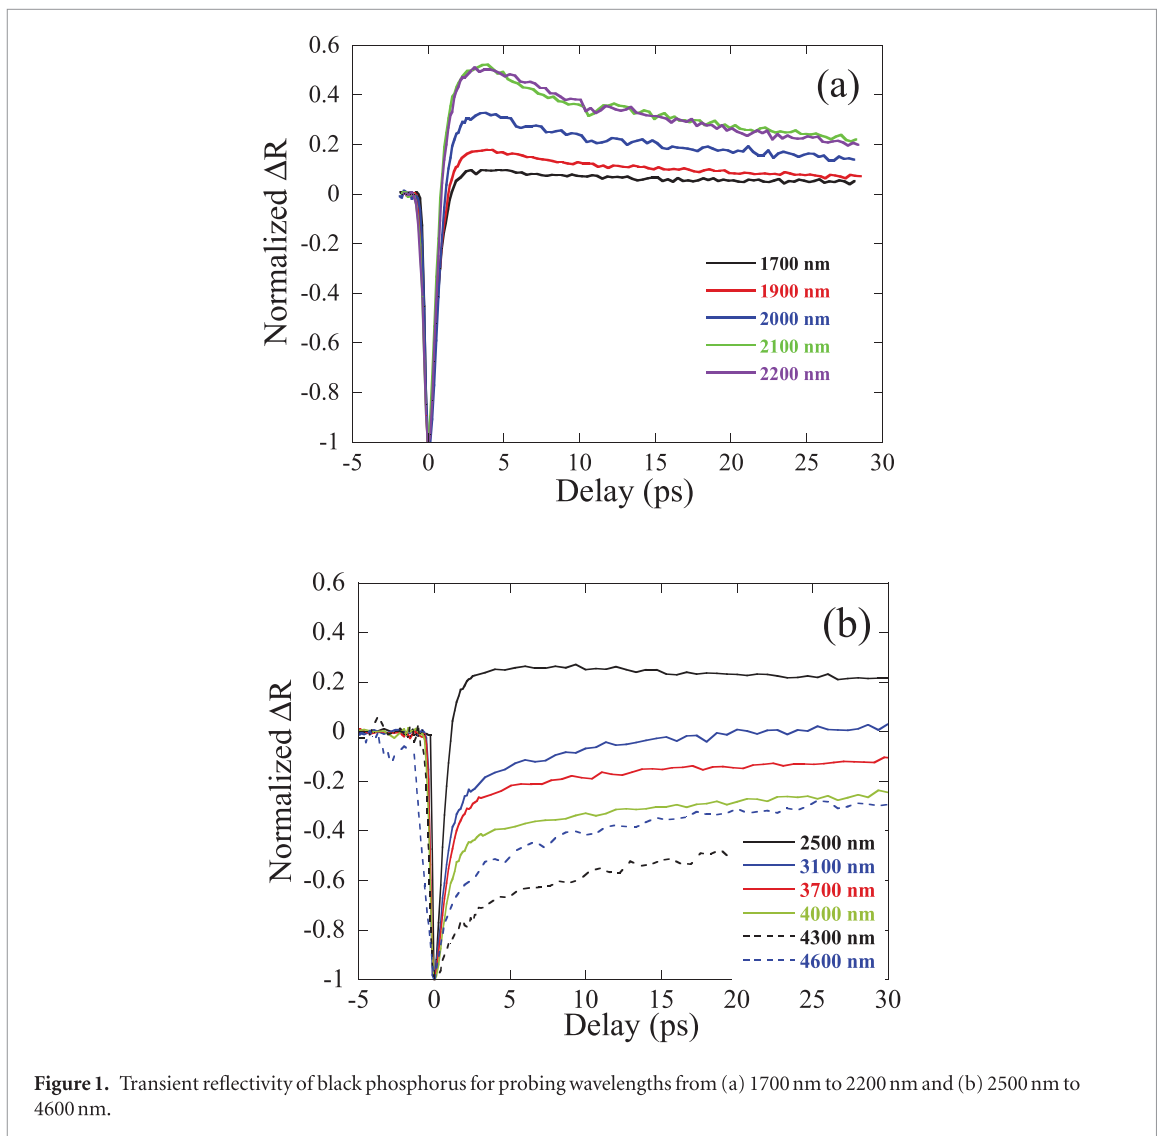 0.6
0.4
0.2
0
-0.2
-0.4
-0.6
-0.8
-1
Normalized ΔR
(a)
1700 nm
1900 nm
2000 nm
2100 nm
2200 nm
-5 0 5 10 15 20 25 30
Delay (ps)
0.6
0.4
0.2
0
-0.2
-0.4
-0.6
-0.8
-1
Normalized ΔR
(b)
2500 nm
3100 nm
3700 nm
4000 nm
4300 nm
4600 nm
-5 0 5 10 15 20 25 30
Delay (ps)
Figure 1. Transient reflectivity of black phosphorus for probing wavelengths from (a) 1700 nm to 2200 nm and (b) 2500 nm to
4600 nm.